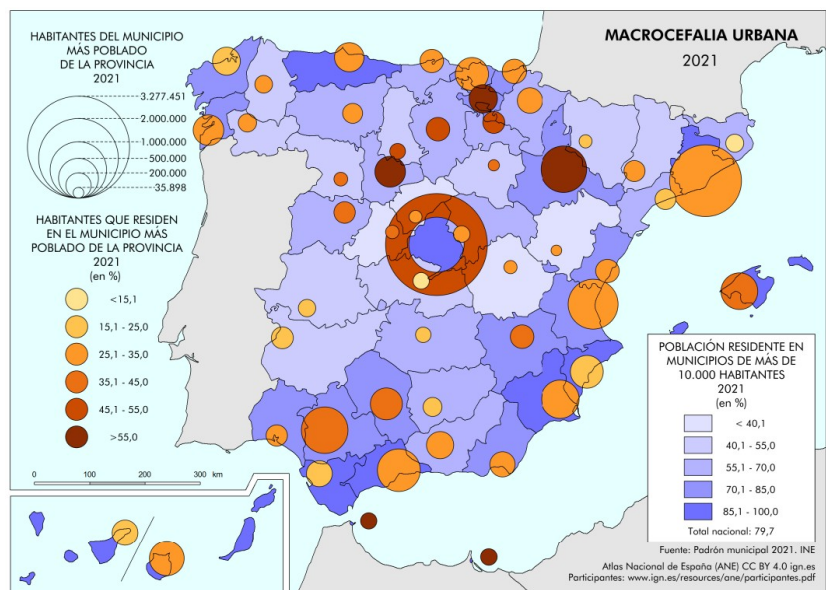 MACROCEFALIA URBANA
2021
HABITANTES DEL MUNICIPIO
MÁS POBLADO
DE LA PROVINCIA
2021
3.277.451
2.000.000
1.000.000
500.000
200.000
35.898
HABITANTES QUE RESIDEN
EN EL MUNICIPIO MÁS
POBLADO DE LA PROVINCIA
2021
(en %)
<15,1
15,1 - 25,0
25,1 - 35,0
35,1 - 45,0
45,1 - 55,0
>55,0
0 100 200 300 km
POBLACIÓN RESIDENTE EN
MUNICIPIOS DE MÁS DE
10.000 HABITANTES
2021
(en %)
< 40,1
40,1 - 55,0
55,1 - 70,0
70,1 - 85,0
85,1 - 100,0
Total nacional: 79,7
Fuente: Padrón municipal 2021. INE
Atlas Nacional de España (ANE) CC BY 4.0 ign.es
Participantes: www.ign.es/resources/ane/participantes.pdf